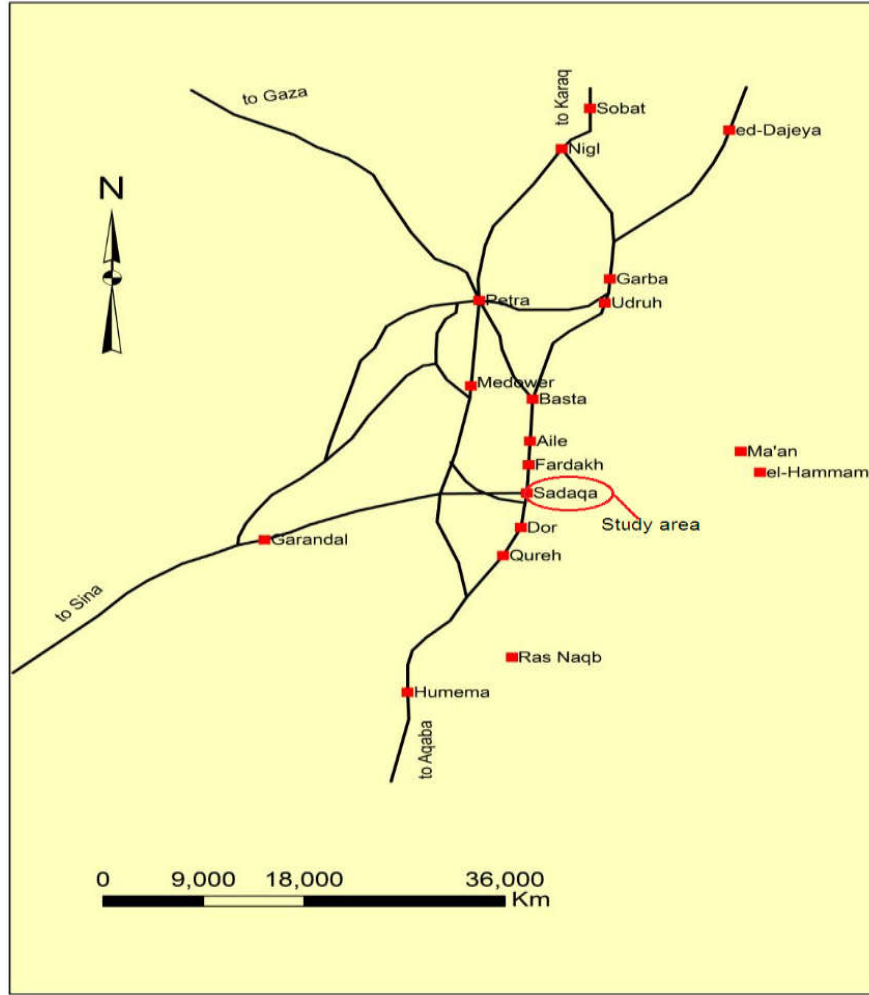 to Gaza
to Karaq
Sobat
ed-Dajeya
Nigl
N
Garba
Petra
Udruh
Medower
Basta
Aile
Ma'an
Fardakh
el-Hammam
Sadaqa
Study area
Dor
Garandal
Qureh
to Sina
Ras Naqb
Humema
to Aqaba
0 9,000 18,000 36,000
Km